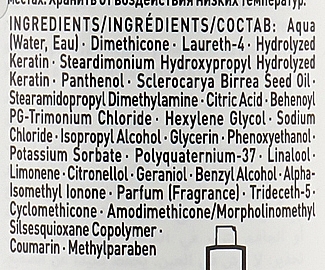 местах. Хранить от воздействия низких температур.
INGREDIENTS/INGRÉDIENTS/СОСТАВ: Aqua
(Water, Eau) · Dimethicone · Laureth-4 · Hydrolyzed
Keratin · Steardimonium Hydroxypropyl Hydrolyzed
Keratin · Panthenol · Sclerocarya Birrea Seed Oil ·
Stearamidopropyl Dimethylamine · Citric Acid · Behenoyl
PG-Trimonium Chloride · Hexylene Glycol · Sodium
Chloride · Isopropyl Alcohol · Glycerin · Phenoxyethanol ·
Potassium Sorbate · Polyquaternium-37 · Linalool ·
Limonene · Citronellol · Geraniol · Benzyl Alcohol · Alpha-
Isomethyl Ionone · Parfum (Fragrance) · Trideceth-5 ·
Cyclomethicone · Amodimethicone/Morpholinomethyl
Silsesquioxane Copolymer ·
Coumarin · Methylparaben